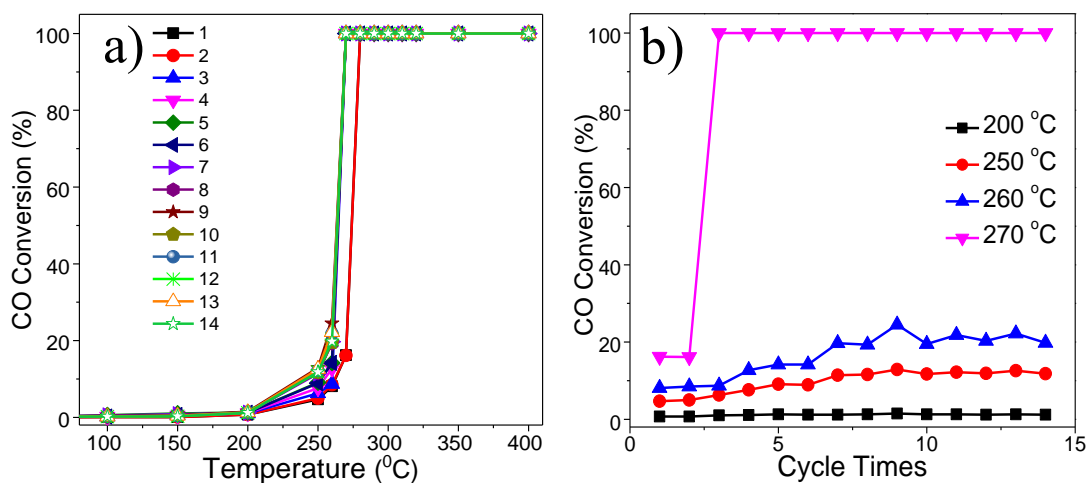 a)
1
2
3
4
5
6
7
8
9
10
11
12
13
14
100
80
60
40
20
0
CO Conversion (%)
100 150 200 250 300 350 400
Temperature (⁰C)
b)
200 °C
250 °C
260 °C
270 °C
100
80
60
40
20
0
CO Conversion (%)
0 5 10 15
Cycle Times